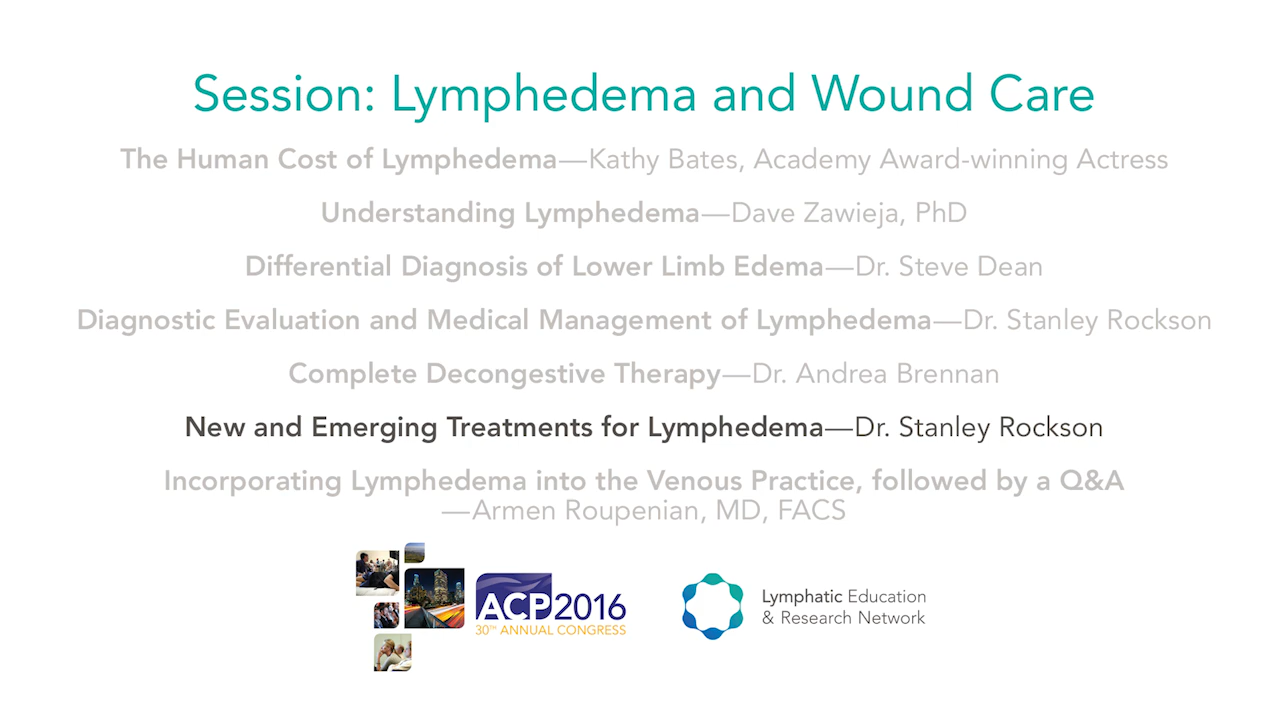 Session: Lymphedema and Wound Care
The Human Cost of Lymphedema—Kathy Bates, Academy Award-winning Actress
Understanding Lymphedema—Dave Zawieja, PhD
Differential Diagnosis of Lower Limb Edema—Dr. Steve Dean
Diagnostic Evaluation and Medical Management of Lymphedema—Dr. Stanley Rockson
Complete Decongestive Therapy—Dr. Andrea Brennan
New and Emerging Treatments for Lymphedema—Dr. Stanley Rockson
Incorporating Lymphedema into the Venous Practice, followed by a Q&A
—Armen Roupenian, MD, FACS
ACP2016
30TH ANNUAL CONGRESS
Lymphatic Education
& Research Network